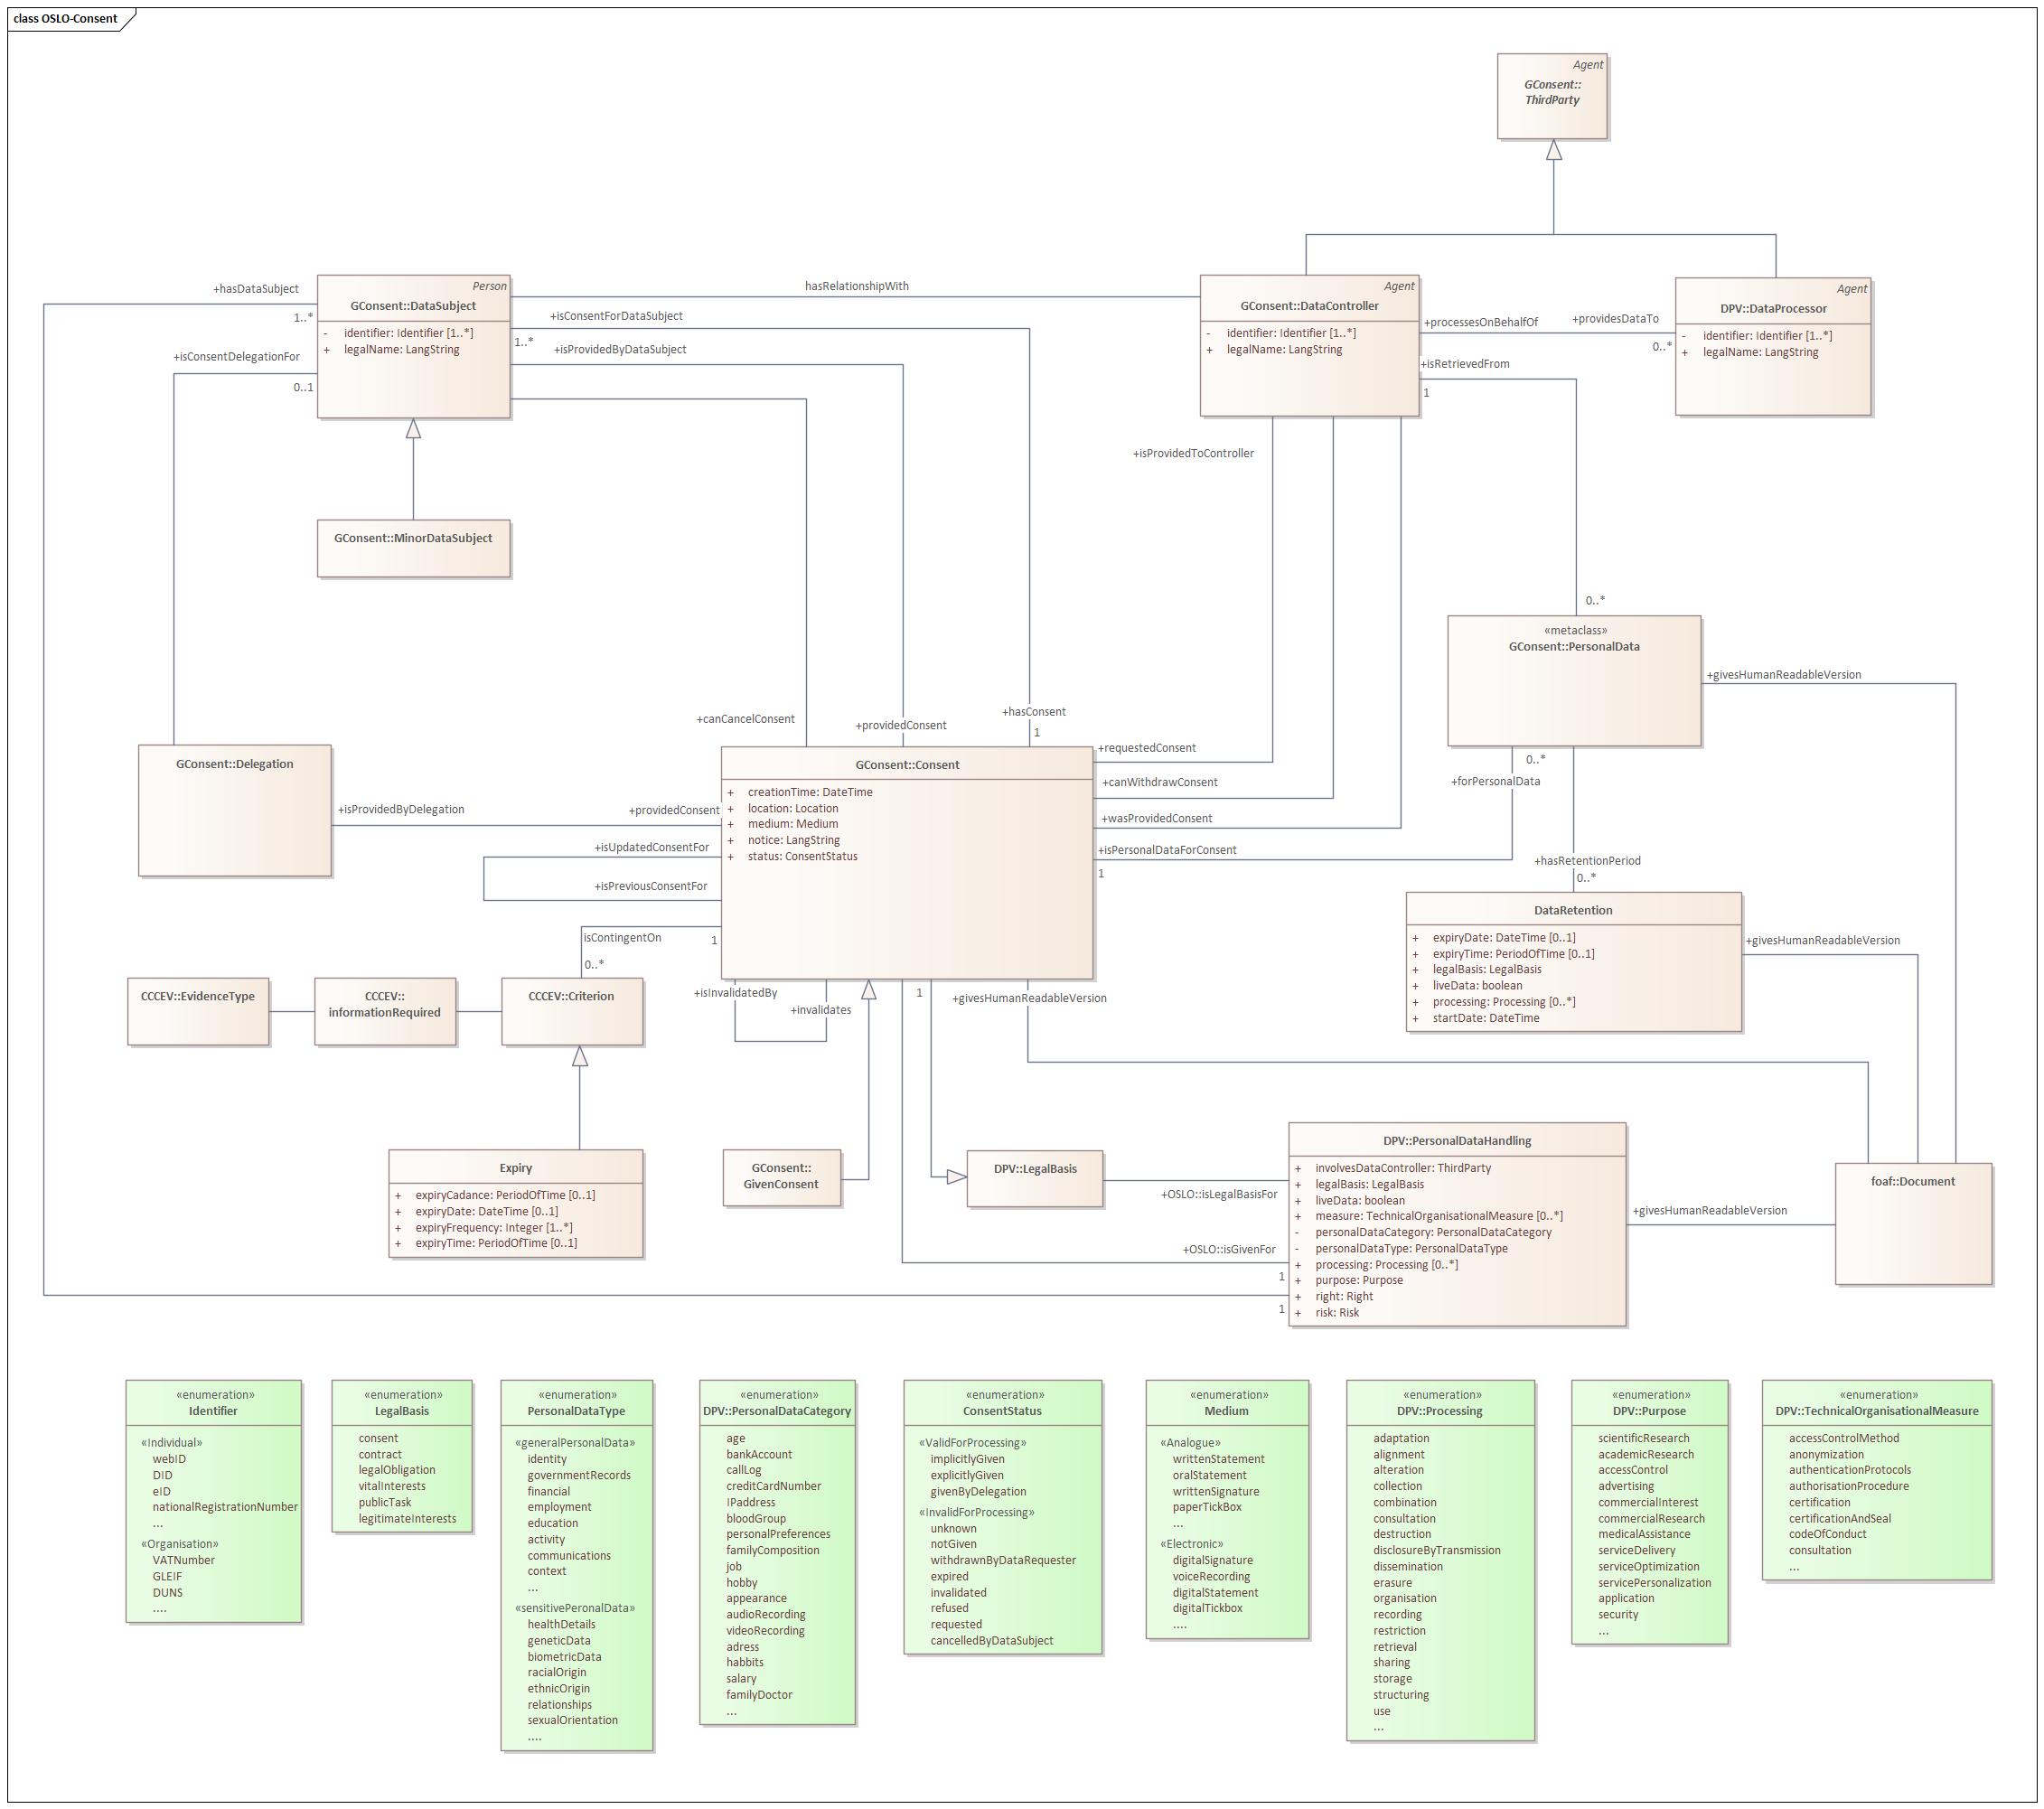 class OSLO-Consent
Agent
GConsent::
ThirdParty
+hasDataSubject
1..*
+isConsentDelegationFor
0..1
Person
GConsent::DataSubject
- identifier: Identifier [1..*]
+ legalName: LangString
hasRelationshipWith
+isConsentForDataSubject
1..*
+isProvidedByDataSubject
Agent
GConsent::DataController
- identifier: Identifier [1..*]
+ legalName: LangString
+processesOnBehalfOf
+providesDataTo
0..*
+isRetrievedFrom
1
Agent
DPV::DataProcessor
- identifier: Identifier [1..*]
+ legalName: LangString
+isProvidedToController
GConsent::MinorDataSubject
0..*
«metaclass»
GConsent::PersonalData
+givesHumanReadableVersion
+canCancelConsent
+providedConsent
+hasConsent
1
GConsent::Delegation
+isProvidedByDelegation
+providedConsent
+isUpdatedConsentFor
+isPreviousConsentFor
GConsent::Consent
+ creationTime: DateTime
+ location: Location
+ medium: Medium
+ notice: LangString
+ status: ConsentStatus
+requestedConsent
+canWithdrawConsent
+wasProvidedConsent
+isPersonalDataForConsent
1
0..*
+forPersonalData
+hasRetentionPeriod
0..*
DataRetention
+ expiryDate: DateTime [0..1]
+ expiryTime: PeriodOfTime [0..1]
+ legalBasis: LegalBasis
+ liveData: boolean
+ processing: Processing [0..*]
+ startDate: DateTime
+givesHumanReadableVersion
isContingentOn
1
0..*
CCCEV::EvidenceType
CCCEV::
informationRequired
CCCEV::Criterion
+isInvalidatedBy
+invalidates
1
+givesHumanReadableVersion
Expiry
+ expiryCadance: PeriodOfTime [0..1]
+ expiryDate: DateTime [0..1]
+ expiryFrequency: Integer [1..*]
+ expiryTime: PeriodOfTime [0..1]
GConsent::
GivenConsent
DPV::LegalBasis
+OSLO::isLegalBasisFor
+OSLO::isGivenFor
1
1
DPV::PersonalDataHandling
+ involvesDataController: ThirdParty
+ legalBasis: LegalBasis
+ liveData: boolean
+ measure: TechnicalOrganisationalMeasure [0..*]
- personalDataCategory: PersonalDataCategory
- personalDataType: PersonalDataType
+ processing: Processing [0..*]
+ purpose: Purpose
+ right: Right
+ risk: Risk
+givesHumanReadableVersion
foaf::Document
«enumeration»
Identifier
«Individual»
webID
DID
eID
nationalRegistrationNumber
...
«Organisation»
VATNumber
GLEIF
DUNS
....
«enumeration»
LegalBasis
consent
contract
legalObligation
vitalInterests
publicTask
legitimateInterests
«enumeration»
PersonalDataType
«generalPersonalData»
identity
governmentRecords
financial
employment
education
activity
communications
context
...
«sensitivePeronalData»
healthDetails
geneticData
biometricData
racialOrigin
ethnicOrigin
relationships
sexualOrientation
....
«enumeration»
DPV::PersonalDataCategory
age
bankAccount
callLog
creditCardNumber
IPaddress
bloodGroup
personalPreferences
familyComposition
job
hobby
appearance
audioRecording
videoRecording
adress
habbits
salary
familyDoctor
...
«enumeration»
ConsentStatus
«ValidForProcessing»
implicitlyGiven
explicitlyGiven
givenByDelegation
«InvalidForProcessing»
unknown
notGiven
withdrawnByDataRequester
expired
invalidated
refused
requested
cancelledByDataSubject
«enumeration»
Medium
«Analogue»
writtenStatement
oralStatement
writtenSignature
paperTickBox
...
«Electronic»
digitalSignature
voiceRecording
digitalStatement
digitalTickbox
....
«enumeration»
DPV::Processing
adaptation
alignment
alteration
collection
combination
consultation
destruction
disclosureByTransmission
dissemination
erasure
organisation
recording
restriction
retrieval
sharing
storage
structuring
use
...
«enumeration»
DPV::Purpose
scientificResearch
academicResearch
accessControl
advertising
commercialInterest
commercialResearch
medicalAssistance
serviceDelivery
serviceOptimization
servicePersonalization
application
security
...
«enumeration»
DPV::TechnicalOrganisationalMeasure
accessControlMethod
anonymization
authenticationProtocols
authorisationProcedure
certification
certificationAndSeal
codeOfConduct
consultation
...